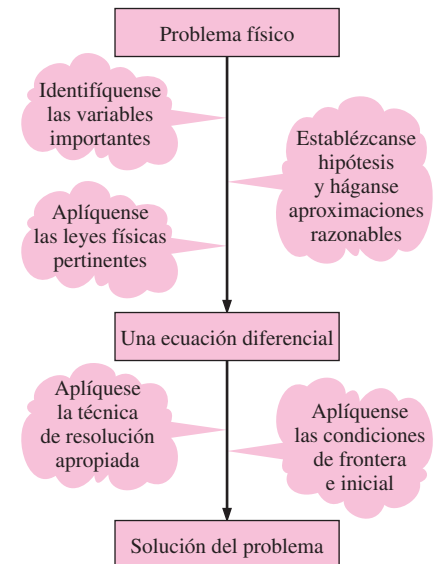 Problema físico
Identifíquense
las variables
importantes
Establézcanse
hipótesis
y háganse
aproximaciones
razonables
Aplíquense
las leyes físicas
pertinentes
Una ecuación diferencial
Aplíquese
la técnica
de resolución
apropiada
Aplíquense
las condiciones
de frontera
e inicial
Solución del problema